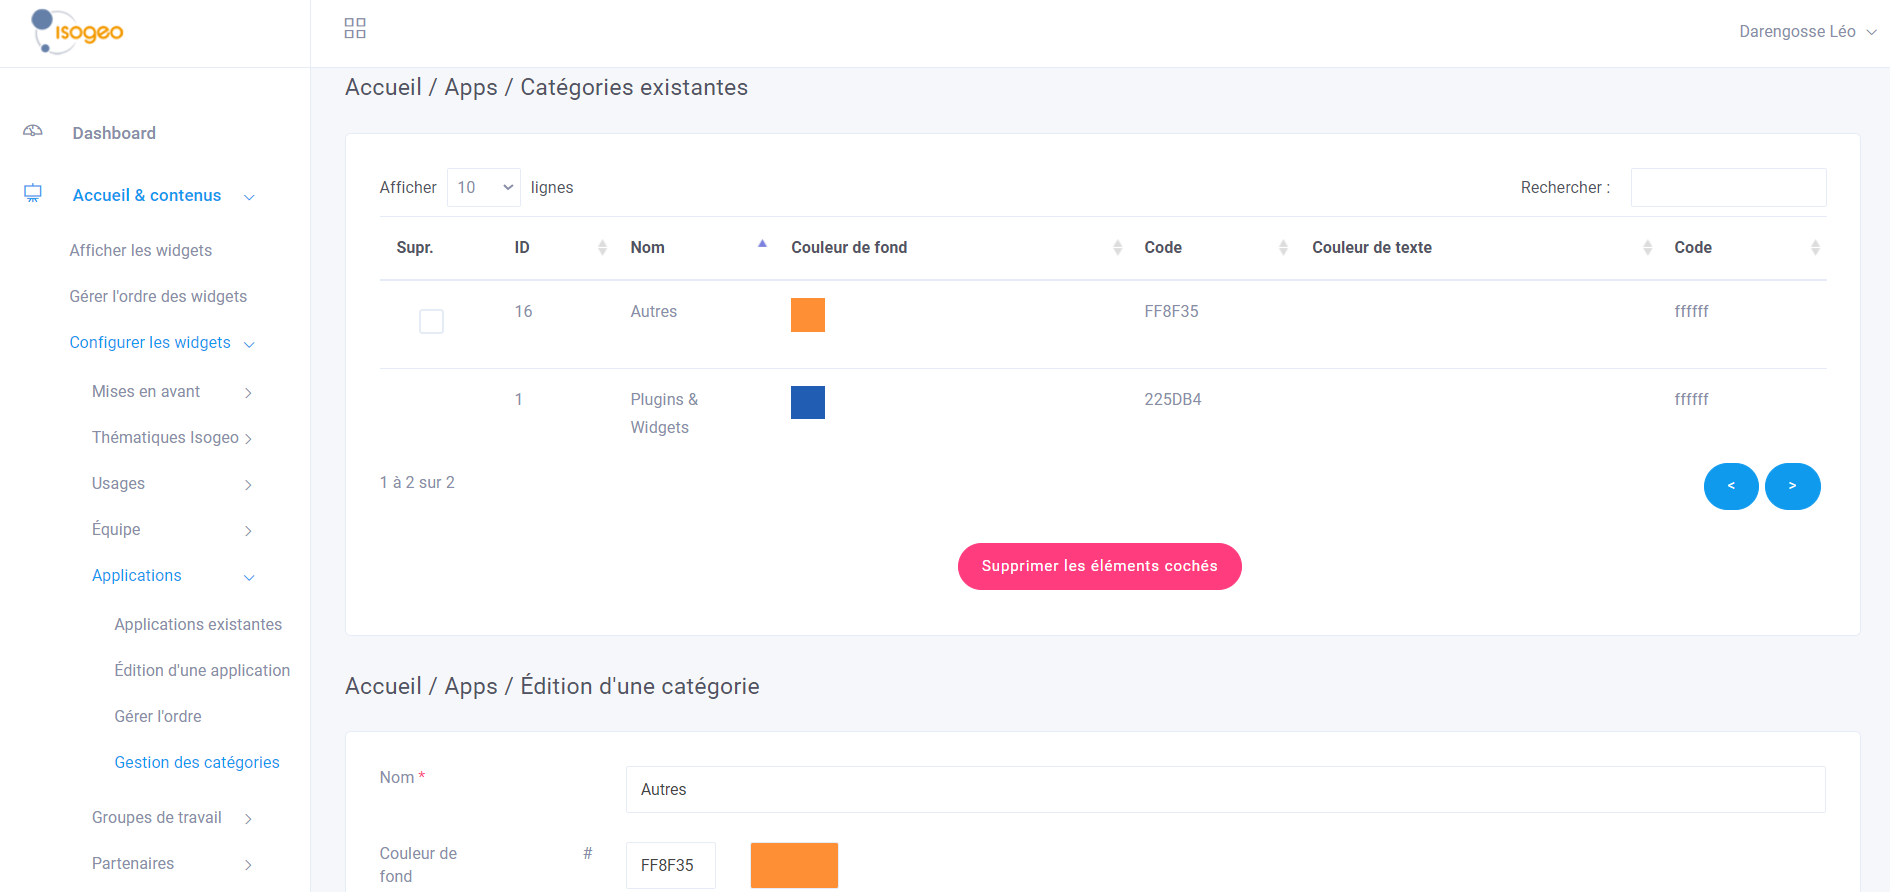 isogeo
Darengosse Léo
Dashboard
Accueil & contenus
Afficher les widgets
Gérer l'ordre des widgets
Configurer les widgets
Mises en avant
Thématiques Isogeo
Usages
Équipe
Applications
Applications existantes
Édition d'une application
Gérer l'ordre
Gestion des catégories
Groupes de travail
Partenaires
Accueil / Apps / Catégories existantes
Afficher 10 lignes Rechercher :
Supr. ID Nom Couleur de fond Code Couleur de texte Code
16 Autres FF8F35 ffffff
1 Plugins & 225DB4 ffffff
Widgets
1 à 2 sur 2 < >
Supprimer les éléments cochés
Accueil / Apps / Édition d'une catégorie
Nom * Autres
Couleur de # FF8F35
fond